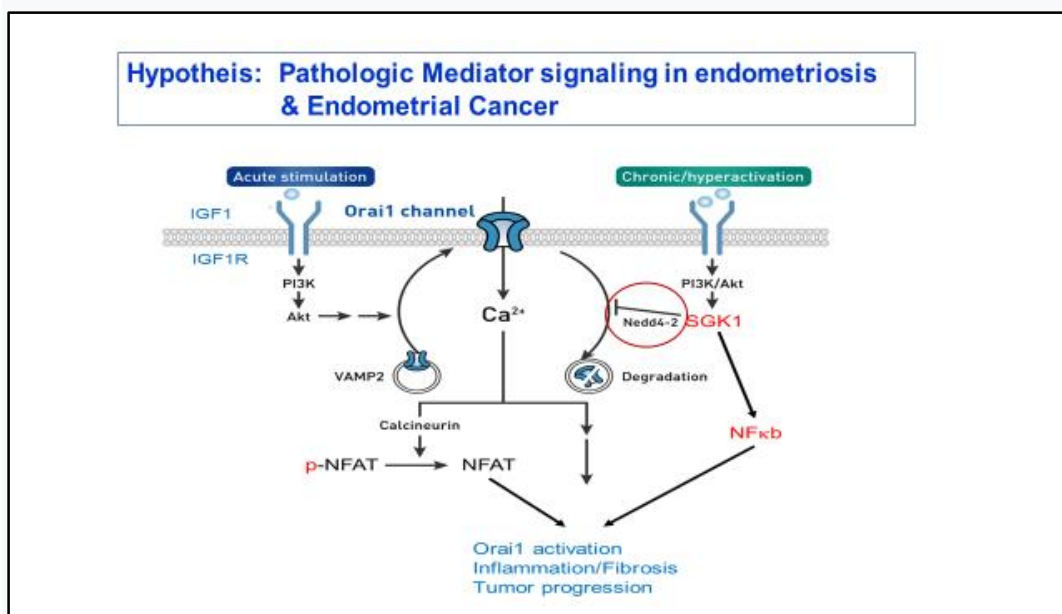 Hypotheis: Pathologic Mediator signaling in endometriosis
& Endometrial Cancer
Acute stimulation
Chronic/hyperactivation
IGF1
Orai1 channel
IGF1R
PI3K
PI3K/Akt
Akt
Ca²⁺
Nedd4-2
SGK1
VAMP2
Degradation
Calcineurin
NFκb
p-NFAT
NFAT
Orai1 activation
Inflammation/Fibrosis
Tumor progression